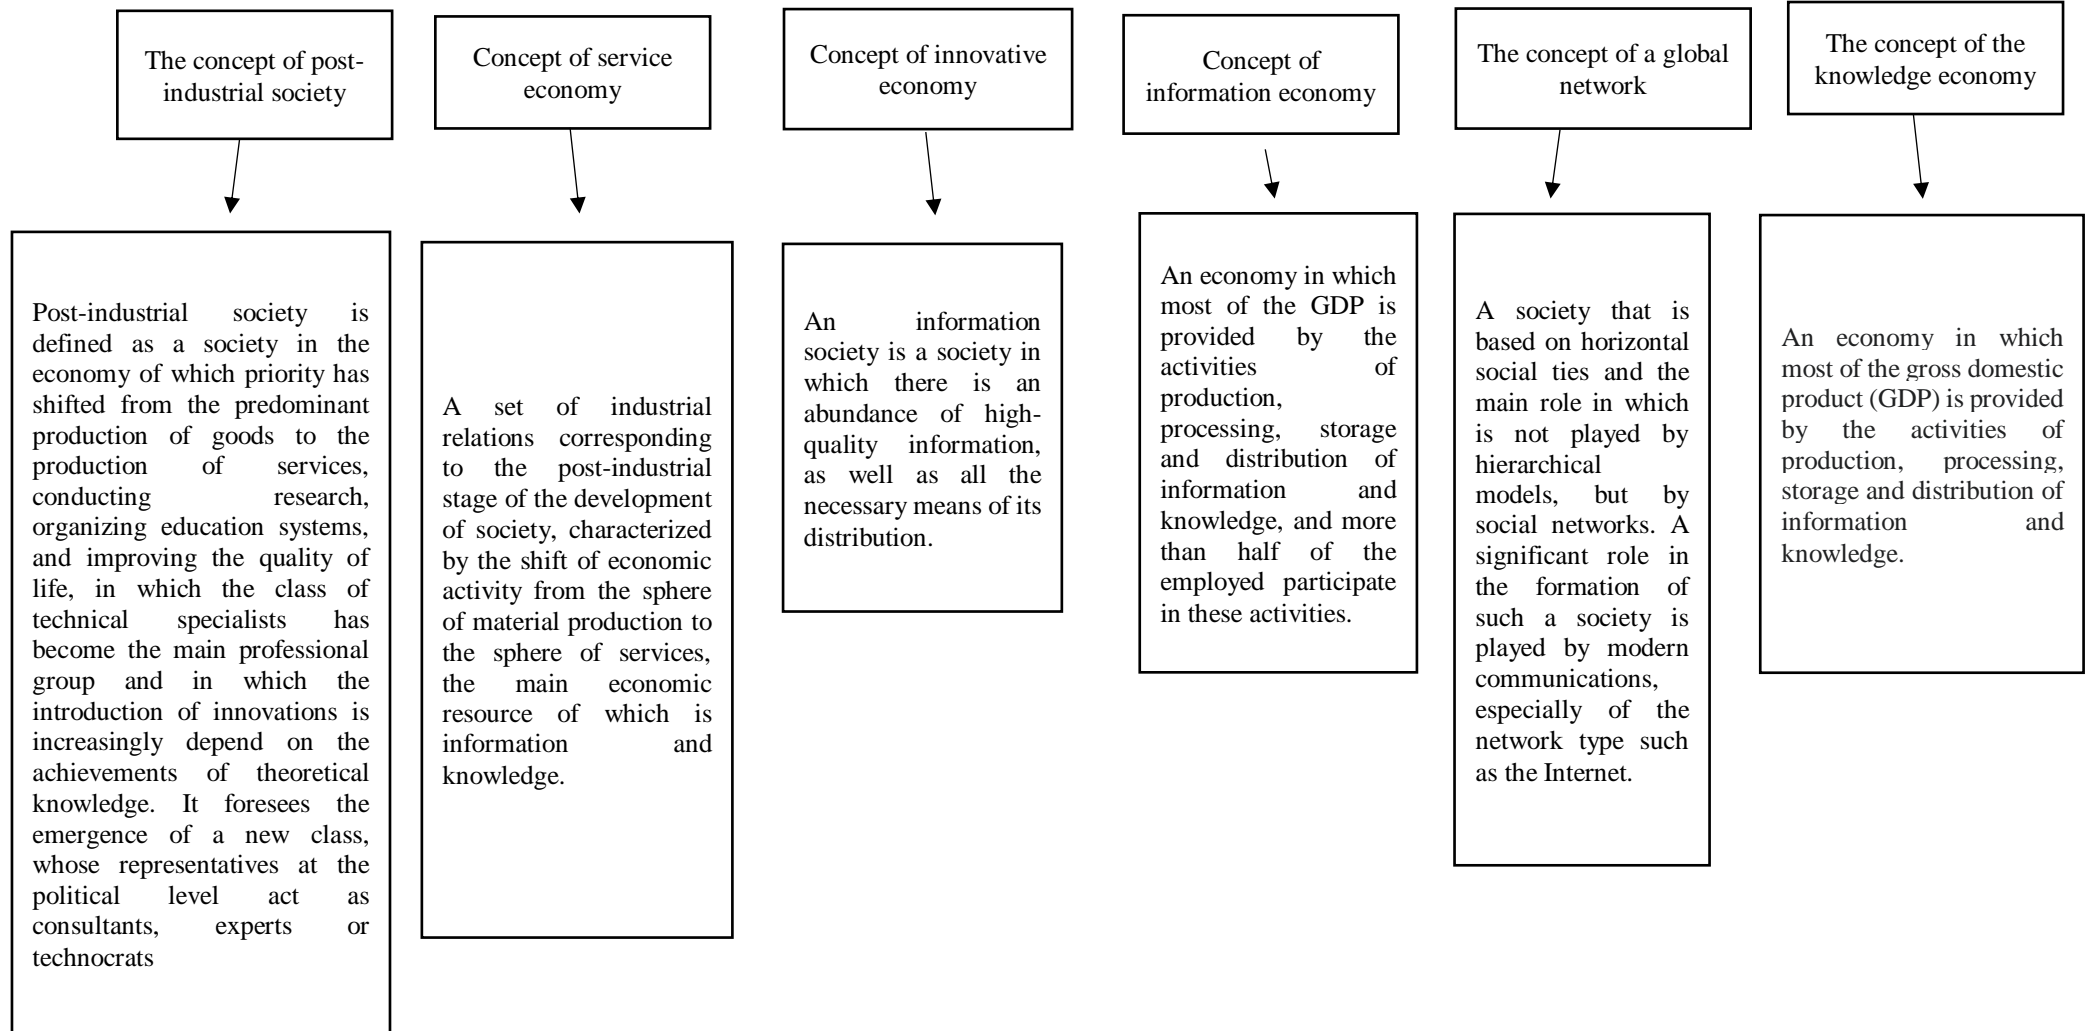 The concept of post-
industrial society
Concept of service
economy
Concept of innovative
economy
Concept of
information economy
The concept of a global
network
The concept of the
knowledge economy
Post-industrial society is
defined as a society in the
economy of which priority has
shifted from the predominant
production of goods to the
production of services,
conducting research,
organizing education systems,
and improving the quality of
life, in which the class of
technical specialists has
become the main professional
group and in which the
introduction of innovations is
increasingly depend on the
achievements of theoretical
knowledge. It foresees the
emergence of a new class,
whose representatives at the
political level act as
consultants, experts or
technocrats
A set of industrial
relations corresponding
to the post-industrial
stage of the development
of society, characterized
by the shift of economic
activity from the sphere
of material production to
the sphere of services,
the main economic
resource of which is
information and
knowledge.
An information
society is a society in
which there is an
abundance of high-
quality information,
as well as all the
necessary means of its
distribution.
An economy in which
most of the GDP is
provided by the
activities of
production,
processing, storage
and distribution of
information and
knowledge, and more
than half of the
employed participate
in these activities.
A society that is
based on horizontal
social ties and the
main role in which
is not played by
hierarchical
models, but by
social networks. A
significant role in
the formation of
such a society is
played by modern
communications,
especially of the
network type such
as the Internet.
An economy in which
most of the gross domestic
product (GDP) is provided
by the activities of
production, processing,
storage and distribution of
information and
knowledge.